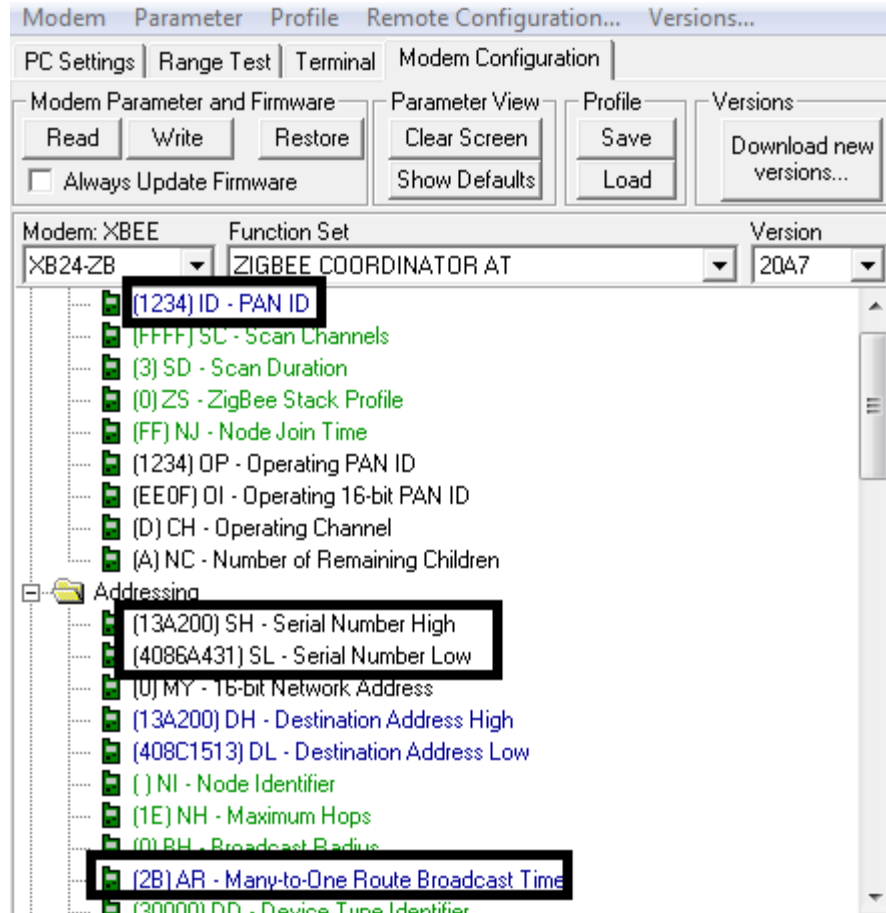 Modem Parameter Profile Remote Configuration... Versions...
PC Settings Range Test Terminal Modem Configuration
Modem Parameter and Firmware Parameter View Profile Versions
Read Write Restore Clear Screen Save Download new versions...
Always Update Firmware Show Defaults Load
Modem: XBEE Function Set Version
XB24-ZB ZIGBEE COORDINATOR AT 20A7
(1234) ID - PAN ID
(FFFF) SC - Scan Channels
(3) SD - Scan Duration
(0) ZS - ZigBee Stack Profile
(FF) NJ - Node Join Time
(1234) OP - Operating PAN ID
(EE0F) OI - Operating 16-bit PAN ID
(D) CH - Operating Channel
(A) NC - Number of Remaining Children
Addressing
(13A200) SH - Serial Number High
(4086A431) SL - Serial Number Low
(0) MY - 16-bit Network Address
(13A200) DH - Destination Address High
(408C1513) DL - Destination Address Low
( ) NI - Node Identifier
(1E) NH - Maximum Hops
(0) BH - Broadcast Radius
(2B) AR - Many-to-One Route Broadcast Time
(30000) DD - Device Type Identifier